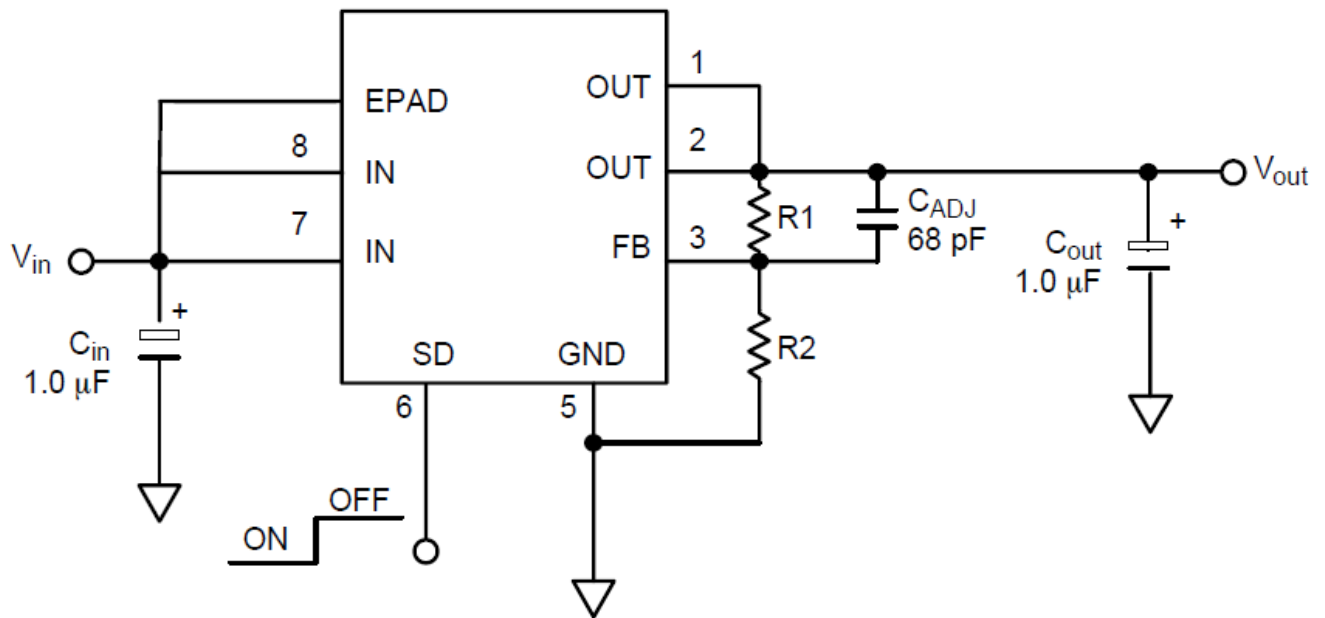 1
EPAD
OUT
8
2
IN
OUT
Vout
7
R1
CADJ
68 pF
Vin
IN
FB
3
Cout
1.0 μF
+
+
Cin
1.0 μF
SD
GND
R2
6
5
OFF
ON